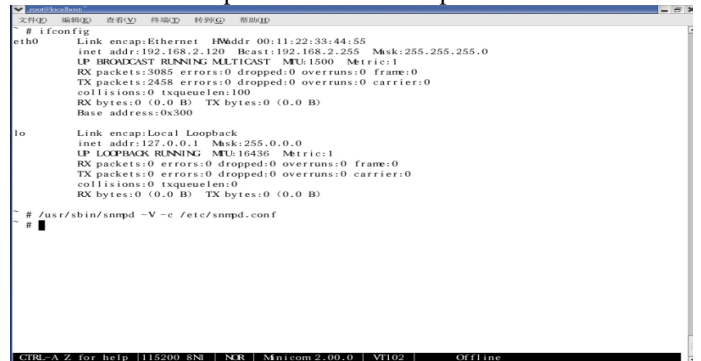 root@localhost:~
文件(F) 编辑(E) 查看(V) 终端(T) 转到(G) 帮助(H)
~ # ifconfig
eth0 Link encap:Ethernet HWaddr 00:11:22:33:44:55
inet addr:192.168.2.120 Bcast:192.168.2.255 Mask:255.255.255.0
UP BROADCAST RUNNING MULTICAST MTU:1500 Metric:1
RX packets:3085 errors:0 dropped:0 overruns:0 frame:0
TX packets:2458 errors:0 dropped:0 overruns:0 carrier:0
collisions:0 txqueuelen:100
RX bytes:0 (0.0 B) TX bytes:0 (0.0 B)
Base address:0x300
lo Link encap:Local Loopback
inet addr:127.0.0.1 Mask:255.0.0.0
UP LOOPBACK RUNNING MTU:16436 Metric:1
RX packets:0 errors:0 dropped:0 overruns:0 frame:0
TX packets:0 errors:0 dropped:0 overruns:0 carrier:0
collisions:0 txqueuelen:0
RX bytes:0 (0.0 B) TX bytes:0 (0.0 B)
~ # /usr/sbin/snmpd -V -c /etc/snmpd.conf
~ #
CTRL-A Z for help |115200 8N1 | NOR | Minicom 2.00.0 | VT102 | Offline